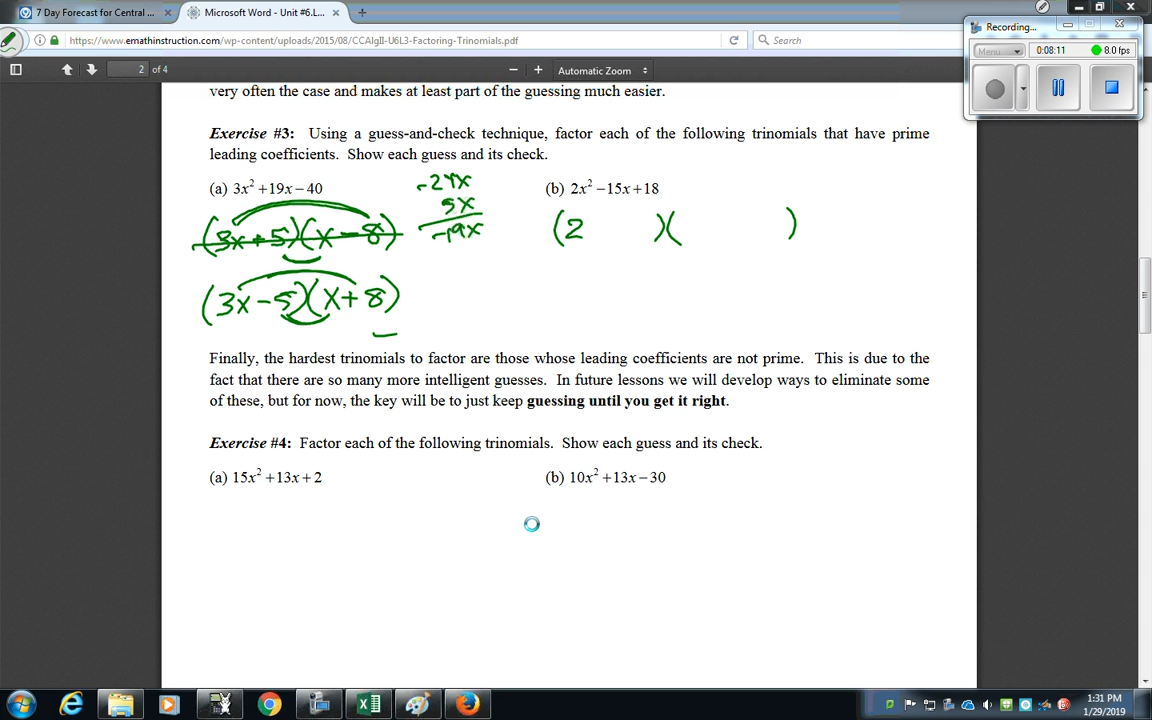 7 Day Forecast for Central ... × Microsoft Word - Unit #6.L... × +
https://www.emathinstruction.com/wp-content/uploads/2015/08/CCAlgII-U6L3-Factoring-Trinomials.pdf Search
2 of 4 − + Automatic Zoom
Recording...
Menu 0:08:11 8.0 fps
very often the case and makes at least part of the guessing much easier.
Exercise #3: Using a guess-and-check technique, factor each of the following trinomials that have prime
leading coefficients. Show each guess and its check.
(a) 3x² +19x − 40 (b) 2x² −15x +18
-24x
5x
-19x
(3x + 5)(x − 8) (2 )( )
(3x − 5)(x + 8)
Finally, the hardest trinomials to factor are those whose leading coefficients are not prime. This is due to the
fact that there are so many more intelligent guesses. In future lessons we will develop ways to eliminate some
of these, but for now, the key will be to just keep guessing until you get it right.
Exercise #4: Factor each of the following trinomials. Show each guess and its check.
(a) 15x² +13x + 2 (b) 10x² +13x − 30
1:31 PM
1/29/2019